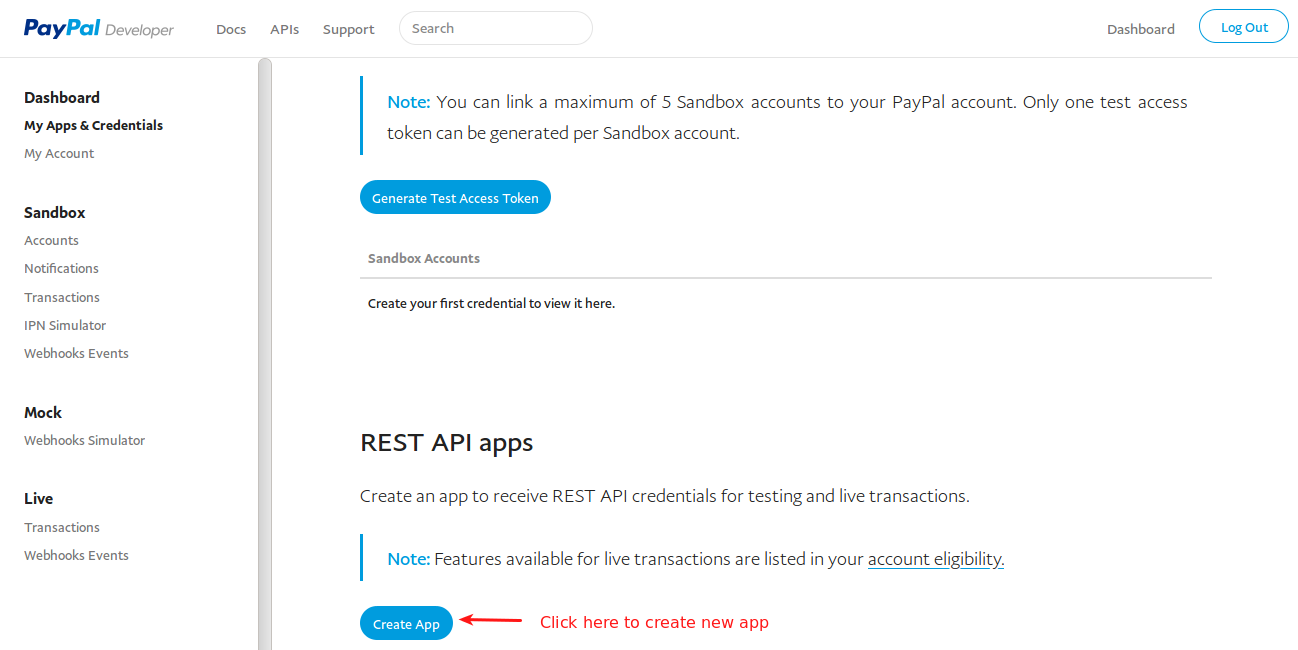 PayPal Developer
Docs
APIs
Support
Search
Dashboard
Log Out
Dashboard
My Apps & Credentials
My Account
Sandbox
Accounts
Notifications
Transactions
IPN Simulator
Webhooks Events
Mock
Webhooks Simulator
Live
Transactions
Webhooks Events
Note: You can link a maximum of 5 Sandbox accounts to your PayPal account. Only one test access
token can be generated per Sandbox account.
Generate Test Access Token
Sandbox Accounts
Create your first credential to view it here.
REST API apps
Create an app to receive REST API credentials for testing and live transactions.
Note: Features available for live transactions are listed in your account eligibility.
Create App
Click here to create new app